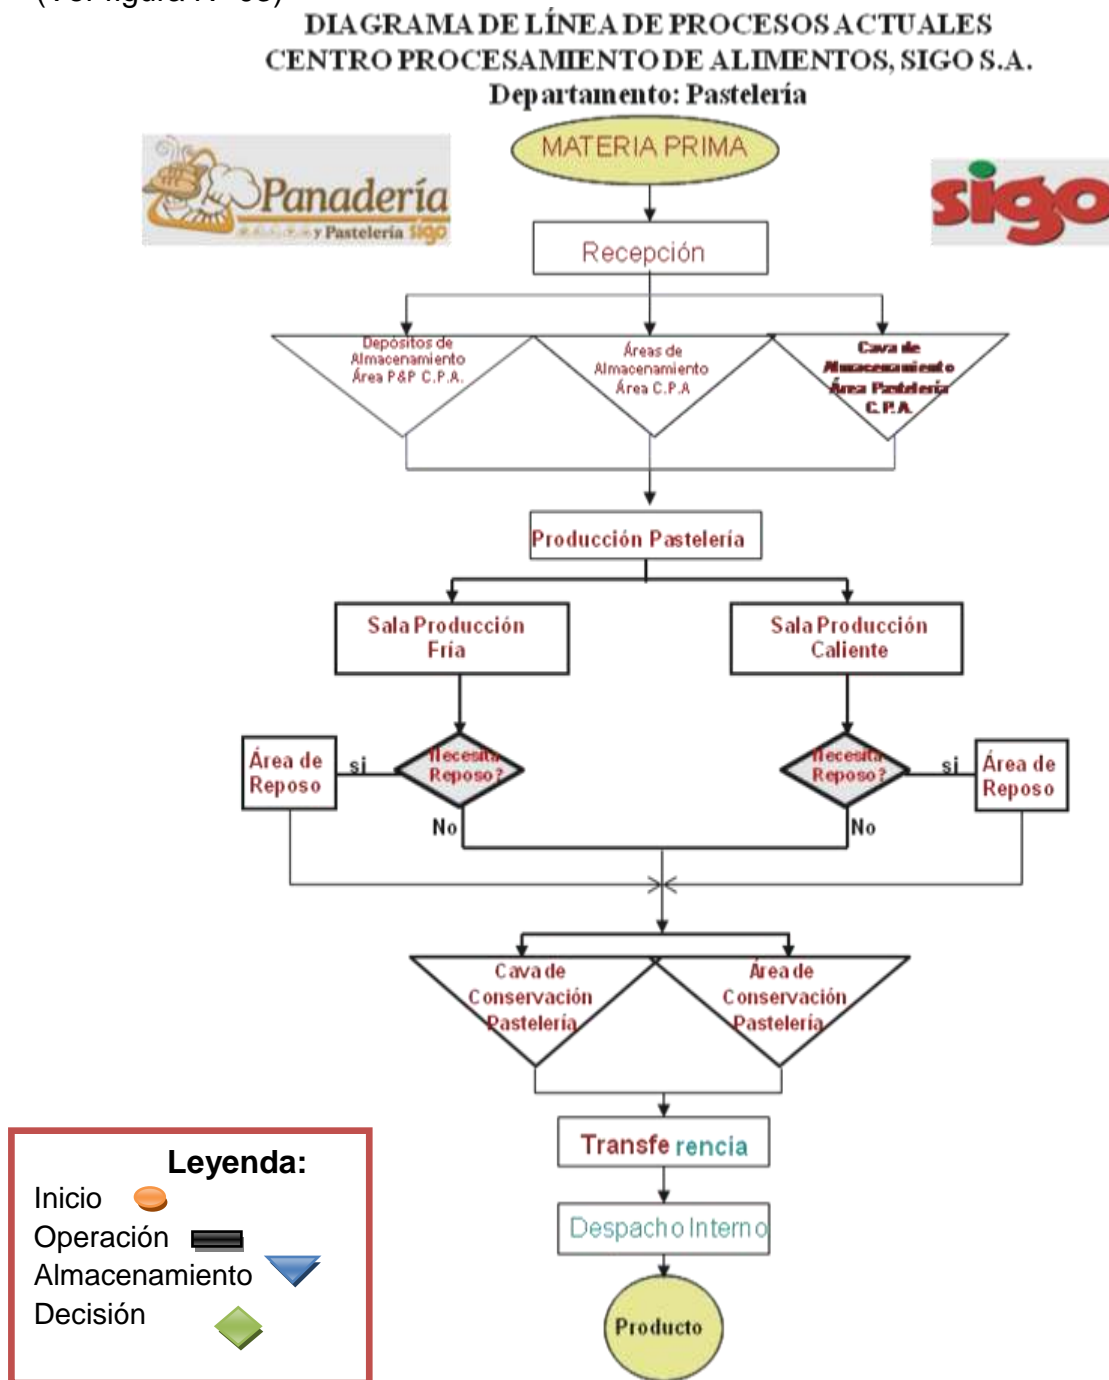 DIAGRAMA DE LÍNEA DE PROCESOS ACTUALES
CENTRO PROCESAMIENTO DE ALIMENTOS, SIGO S.A.
Departamento: Pastelería
Panadería
y Pastelería sigo
sigo
MATERIA PRIMA
Recepción
Depósitos de
Almacenamiento
Área P&P C.P.A.
Áreas de
Almacenamiento
Área C.P.A
Cava de
Almacenamiento
Área Pastelería
C.P.A.
Producción Pastelería
Sala Producción
Fría
Sala Producción
Caliente
Área de
Reposo
si
Necesita
Reposo?
No
Necesita
Reposo?
si
No
Área de
Reposo
Cava de
Conservación
Pastelería
Área de
Conservación
Pastelería
Transferencia
Despacho Interno
Producto
Leyenda:
Inicio
Operación
Almacenamiento
Decisión